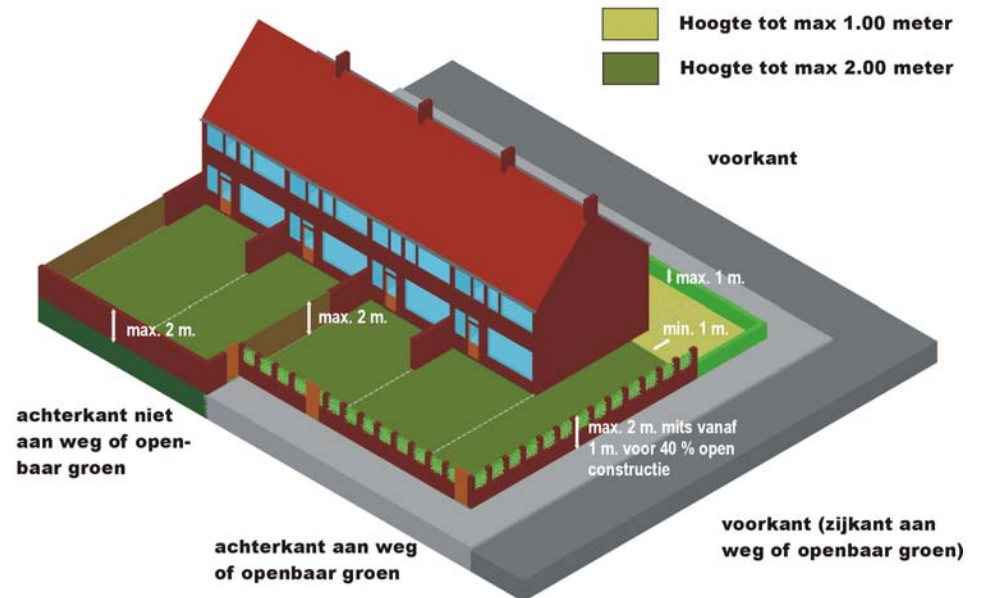 Hoogte tot max 1.00 meter
Hoogte tot max 2.00 meter
voorkant
max. 1 m.
min. 1 m.
max. 2 m.
max. 2 m.
max. 2 m. mits vanaf
1 m. voor 40 % open
constructie
achterkant niet
aan weg of open-
baar groen
achterkant aan weg
of openbaar groen
voorkant (zijkant aan
weg of openbaar groen)